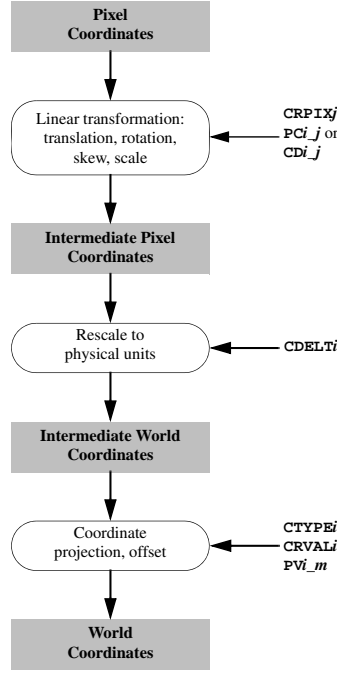 Pixel
Coordinates
Linear transformation:
translation, rotation,
skew, scale
CRPIXj
PCi_j or
CDi_j
Intermediate Pixel
Coordinates
Rescale to
physical units
CDELTi
Intermediate World
Coordinates
Coordinate
projection, offset
CTYPEi
CRVALi
PVi_m
World
Coordinates